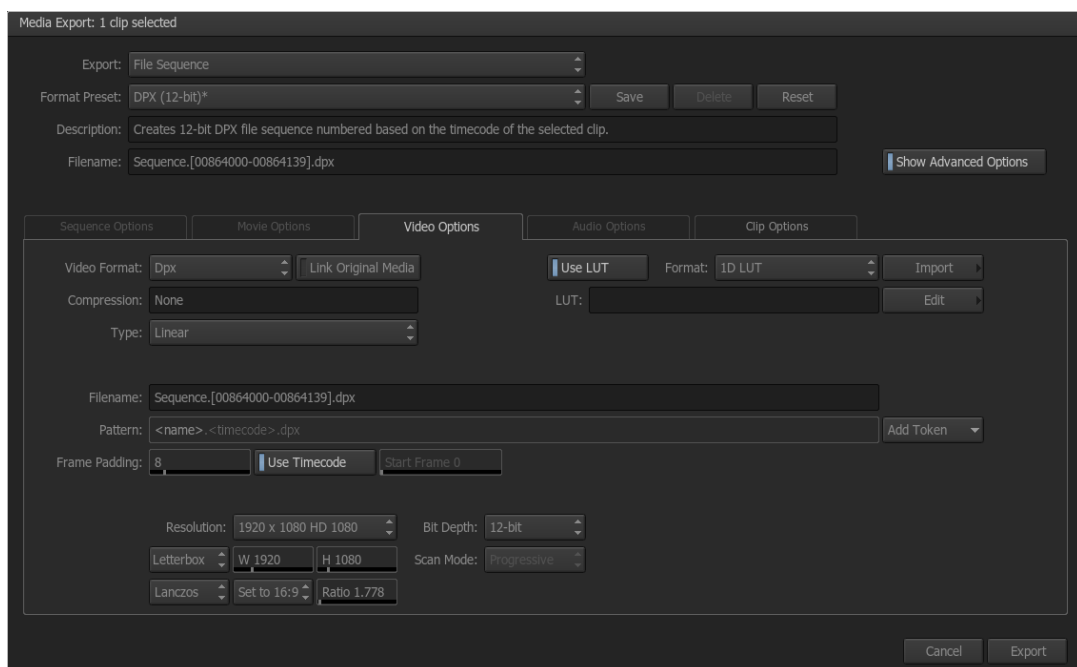 Media Export: 1 clip selected
Export: File Sequence
Format Preset: DPX (12-bit)* Save Delete Reset
Description: Creates 12-bit DPX file sequence numbered based on the timecode of the selected clip.
Filename: Sequence.[00864000-00864139].dpx Show Advanced Options
Sequence Options Movie Options Video Options Audio Options Clip Options
Video Format: Dpx Link Original Media Use LUT Format: 1D LUT Import
Compression: None LUT: Edit
Type: Linear
Filename: Sequence.[00864000-00864139].dpx
Pattern: <name>.<timecode>.dpx Add Token
Frame Padding: 8 Use Timecode Start Frame 0
Resolution: 1920 x 1080 HD 1080 Bit Depth: 12-bit
Letterbox W 1920 H 1080 Scan Mode: Progressive
Lanczos Set to 16:9 Ratio 1.778
Cancel Export